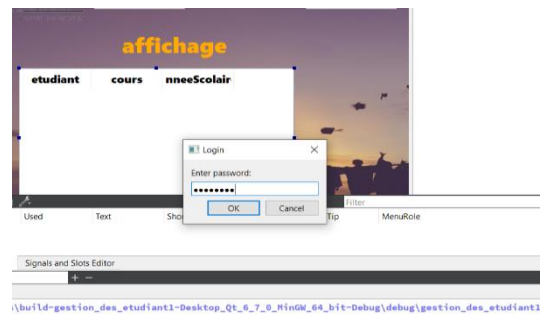 affichage
etudiant cours nneeScolair
Login
Enter password:
OK Cancel
Filter
Used Text Sho Tip MenuRole
Signals and Slots Editor
\build-gestion_des_etudiant1-Desktop_Qt_6_7_0_MinGW_64_bit-Debug\debug\gestion_des_etudiant1